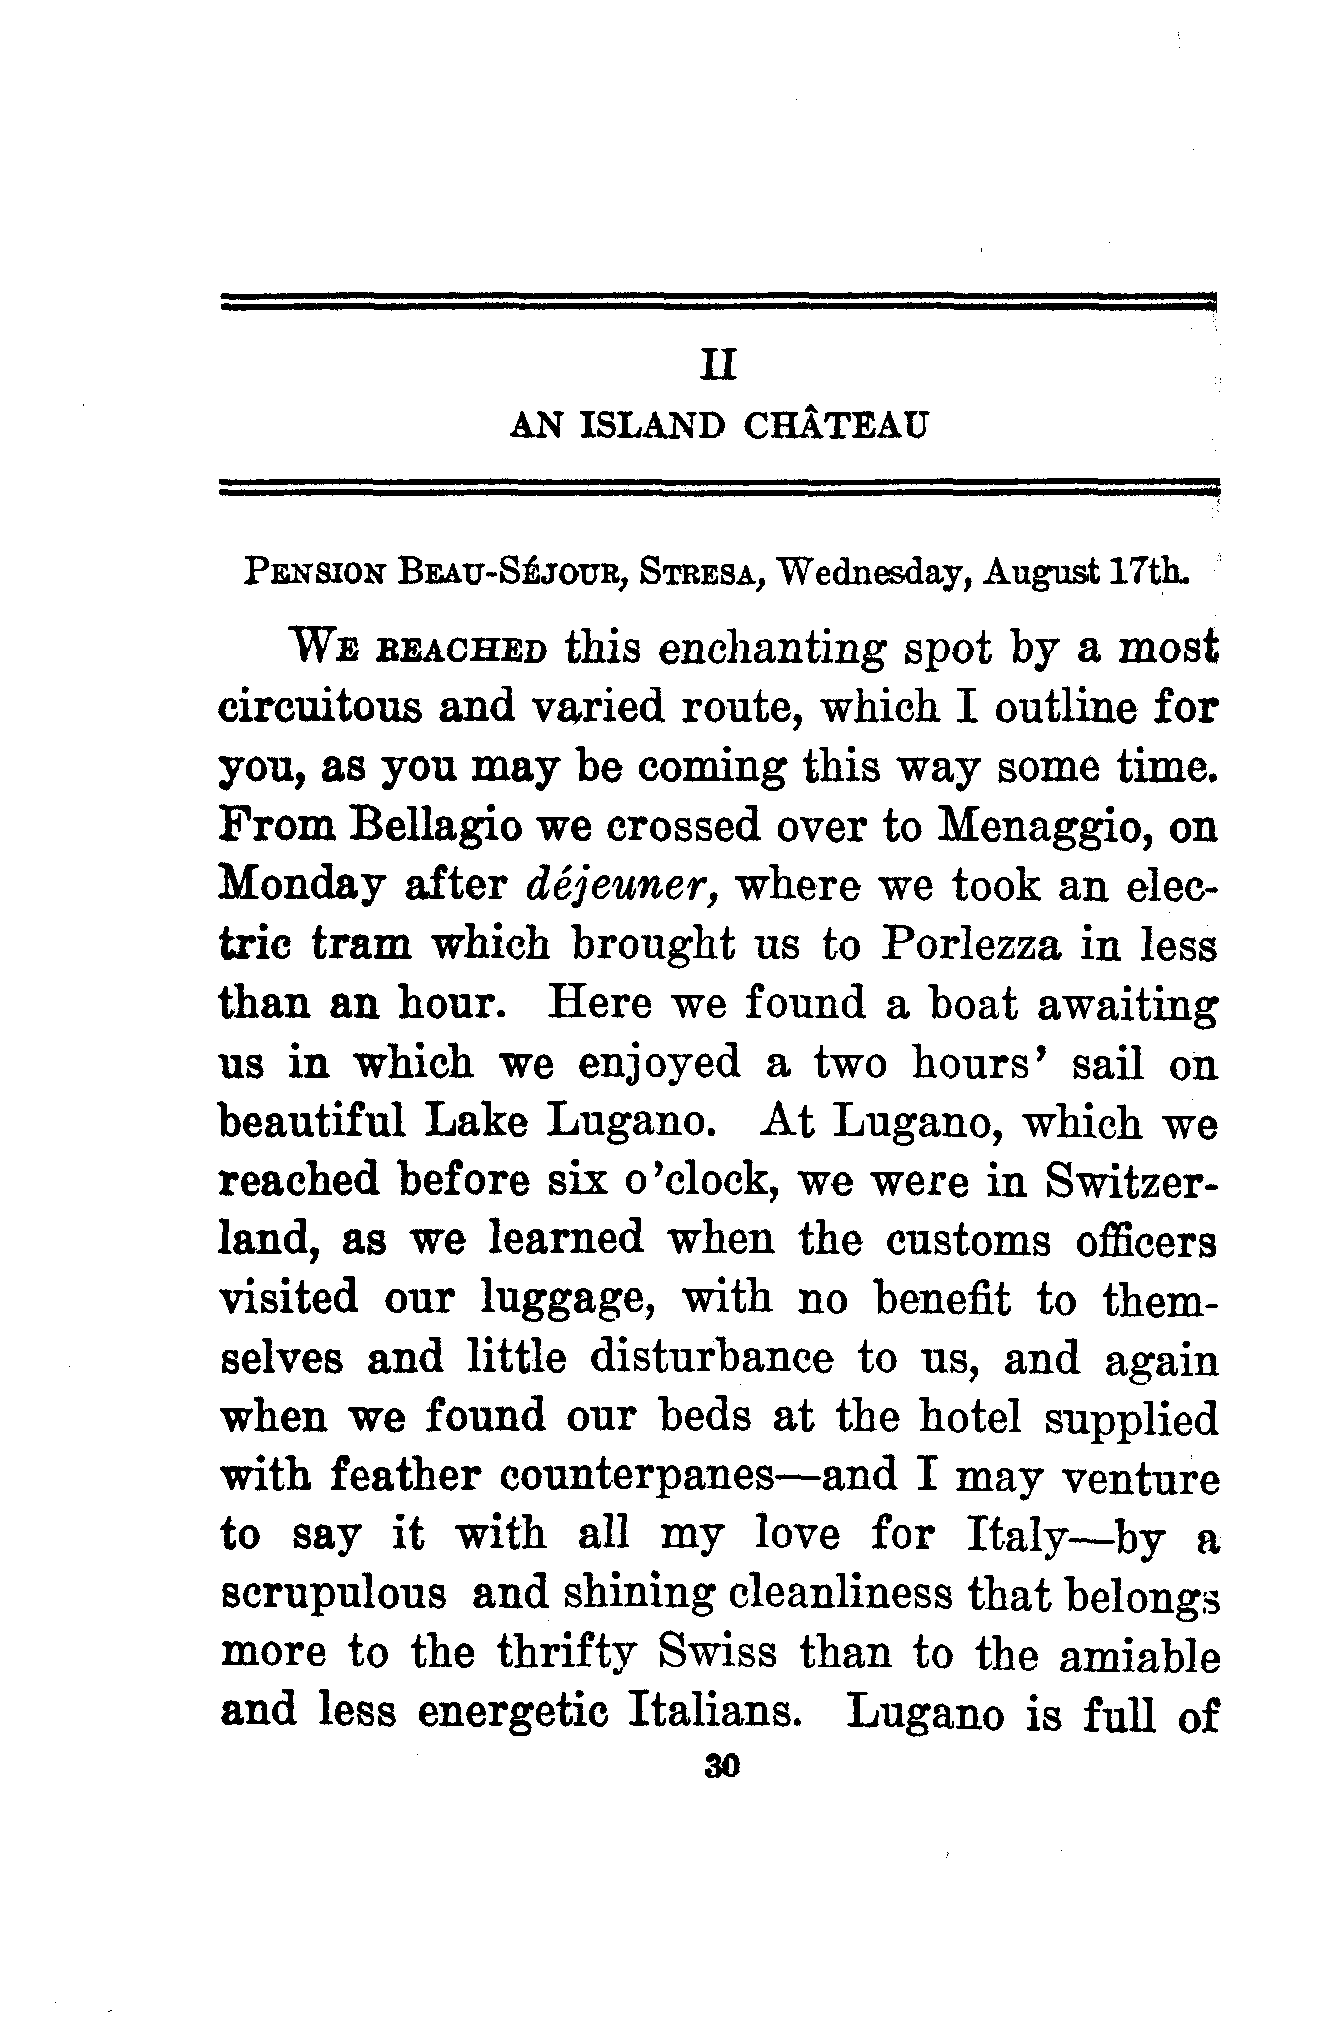 II
AN ISLAND CHÂTEAU
PENSION BEAU-SÉJOUR, STRESA, Wednesday, August 17th.
WE REACHED this enchanting spot by a most
circuitous and varied route, which I outline for
you, as you may be coming this way some time.
From Bellagio we crossed over to Menaggio, on
Monday after déjeuner, where we took an elec-
tric tram which brought us to Porlezza in less
than an hour. Here we found a boat awaiting
us in which we enjoyed a two hours' sail on
beautiful Lake Lugano. At Lugano, which we
reached before six o'clock, we were in Switzer-
land, as we learned when the customs officers
visited our luggage, with no benefit to them-
selves and little disturbance to us, and again
when we found our beds at the hotel supplied
with feather counterpanes—and I may venture
to say it with all my love for Italy—by a
scrupulous and shining cleanliness that belongs
more to the thrifty Swiss than to the amiable
and less energetic Italians. Lugano is full of
30